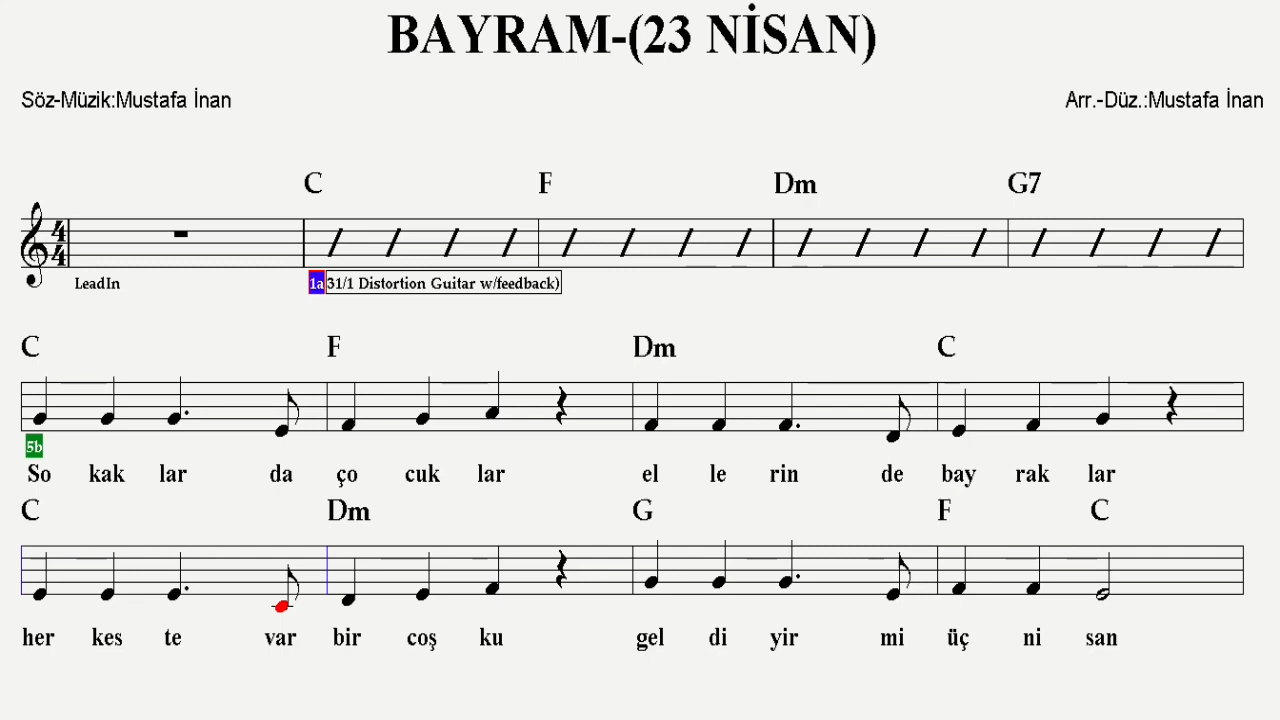 BAYRAM-(23 NİSAN)
Söz-Müzik:Mustafa İnan Arr.-Düz.:Mustafa İnan
C F Dm G7
4
4
LeadIn 1a 31/1 Distortion Guitar w/feedback)
C F Dm C
5b
So kak lar da ço cuk lar el le rin de bay rak lar
C Dm G F C
her kes te var bir coş ku gel di yir mi üç ni san